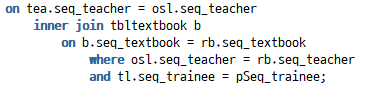 on tea.seq_teacher = osl.seq_teacher
inner join tbltextbook b
on b.seq_textbook = rb.seq_textbook
where osl.seq_teacher = rb.seq_teacher
and tl.seq_trainee = pSeq_trainee;